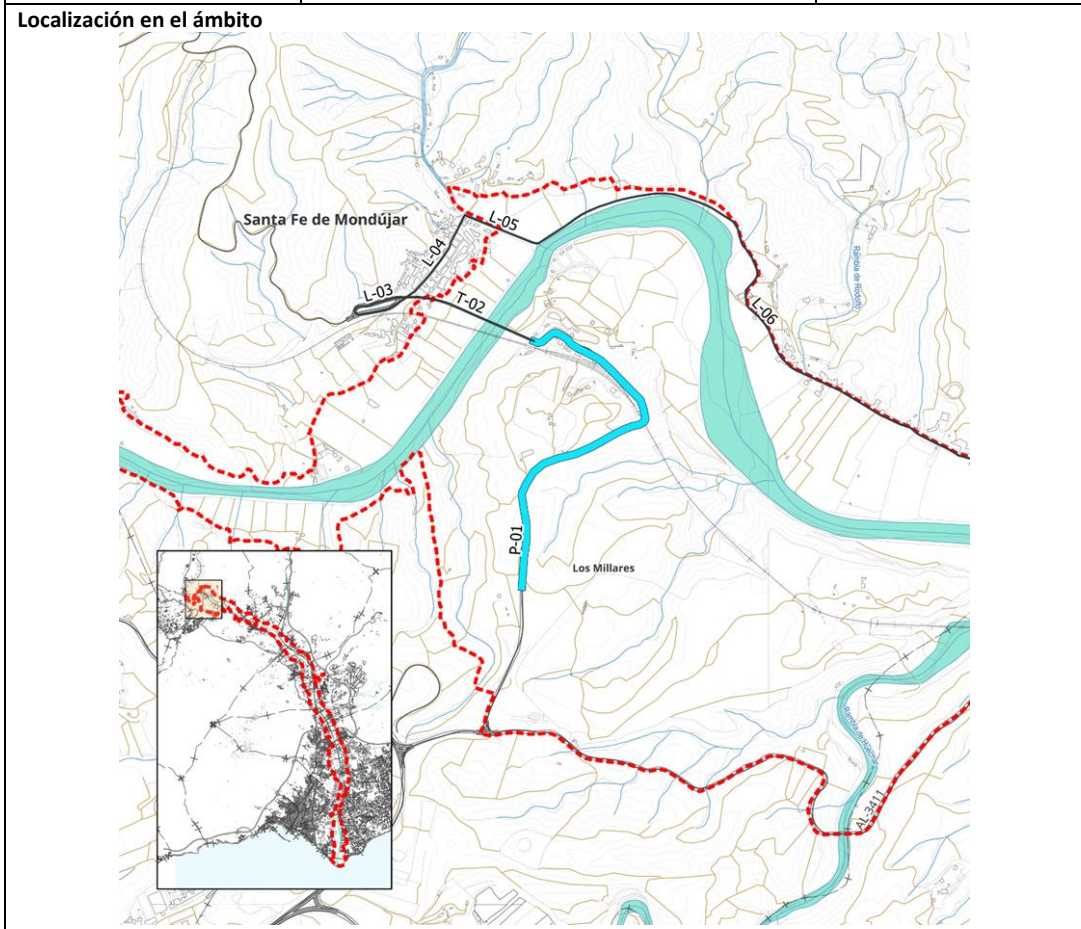 Localización en el ámbito
Santa Fe de Mondújar
L-05
L-04
L-03
T-02
L-06
P-01
Los Millares
AL-3411